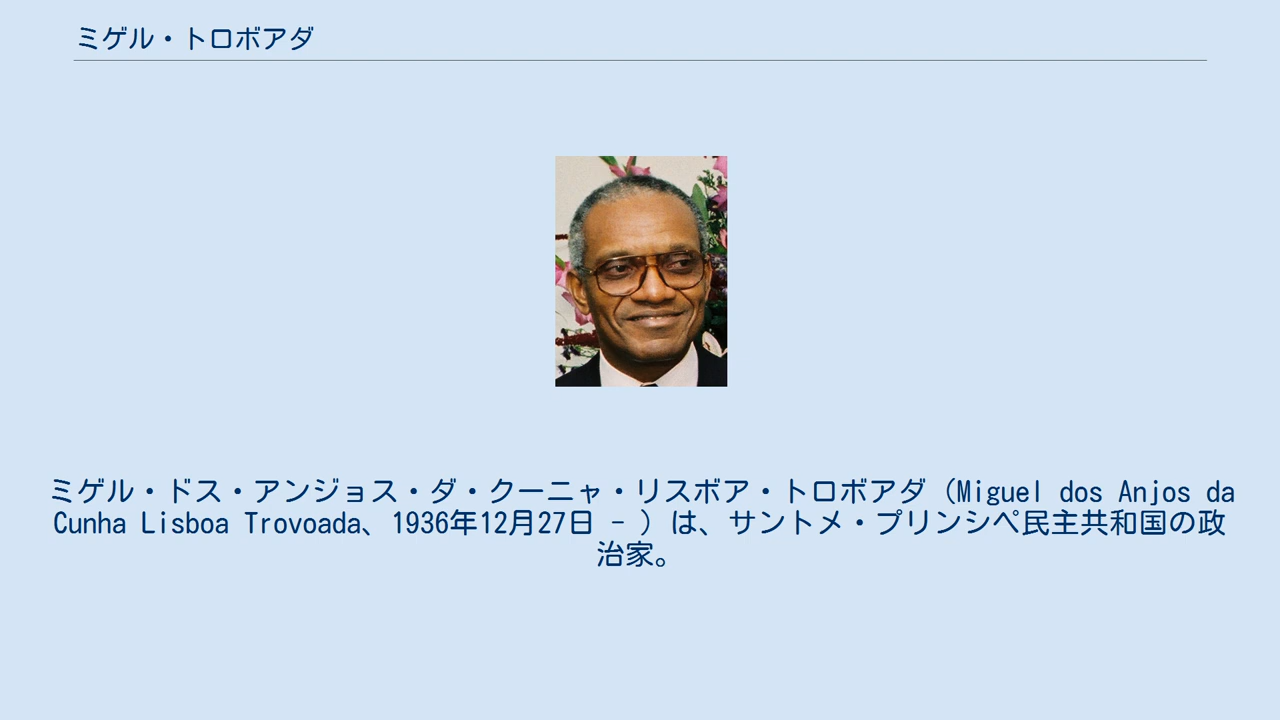 ミゲル・トロボアダ
ミゲル・ドス・アンジョス・ダ・クーニャ・リスボア・トロボアダ（Miguel dos Anjos da
Cunha Lisboa Trovoada、1936年12月27日 - ）は、サントメ・プリンシペ民主共和国の政
治家。